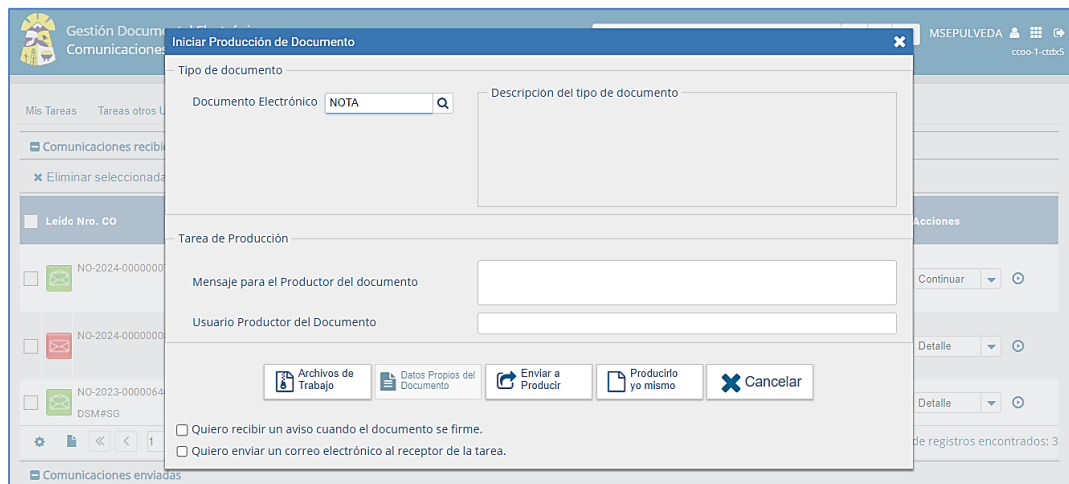 Gestión Docum
Comunicaciones
MSEPULVEDA
ccoo-1-ctdx5
Iniciar Producción de Documento
Tipo de documento
Documento Electrónico NOTA
Descripción del tipo de documento
Mis Tareas Tareas otros U
Comunicaciones recibi
Eliminar seleccionada
Leído Nro. CO
Acciones
Tarea de Producción
NO-2024-0000000
Mensaje para el Productor del documento
Continuar
Usuario Productor del Documento
NO-2024-0000000
Detalle
Archivos de Trabajo
Datos Propios del Documento
Enviar a Producir
Producirlo yo mismo
Cancelar
NO-2023-0000064
DSM#SG
Detalle
Quiero recibir un aviso cuando el documento se firme.
1
de registros encontrados: 3
Quiero enviar un correo electrónico al receptor de la tarea.
Comunicaciones enviadas